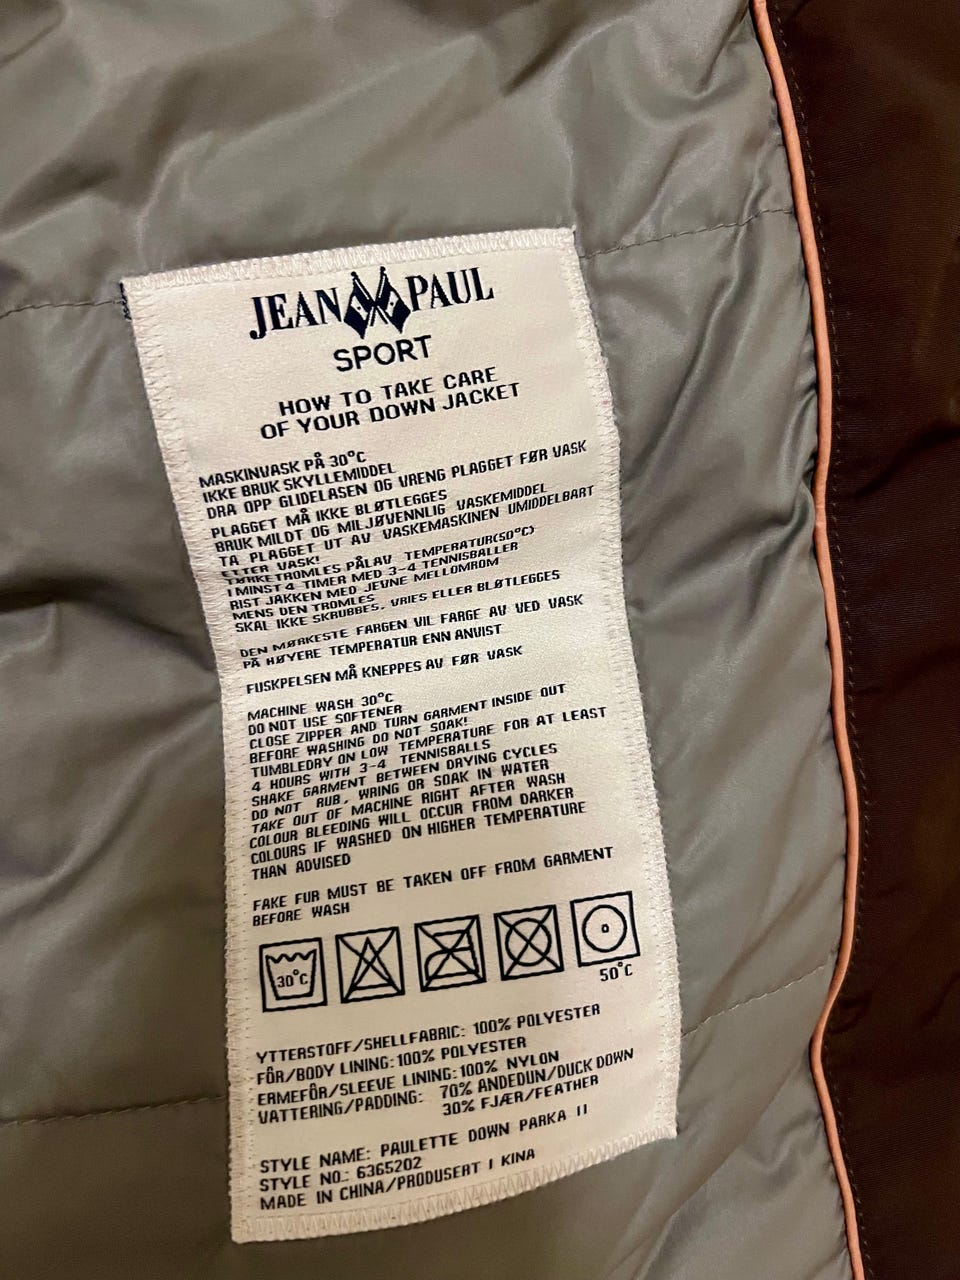 JEAN PAUL
SPORT
HOW TO TAKE CARE
OF YOUR DOWN JACKET
MASKINVASK PÅ 30°C
IKKE BRUK SKYLLEMIDDEL
DRA OPP GLIDELASEN OG VRENG PLAGGET FØR VASK
PLAGGET MÅ IKKE BLØTLEGGES
BRUK MILDT OG MILJØVENNLIG VASKEMIDDEL
TA PLAGGET UT AV VASKEMASKINEN UMIDDELBART
ETTER VASK!
TØRKETROMLES PÅLAV TEMPERATUR(50°C)
I MINST 4 TIMER MED 3-4 TENNISBALLER
RIST JAKKEN MED JEVNE MELLOMROM
MENS DEN TROMLES
SKAL IKKE SKRUBBES, VRIES ELLER BLØTLEGGES
DEN MØRKESTE FARGEN VIL FARGE AV VED VASK
PÅ HØYERE TEMPERATUR ENN ANVIST
FUSKPELSEN MÅ KNEPPES AV FØR VASK
MACHINE WASH 30°C
DO NOT USE SOFTENER
CLOSE ZIPPER AND TURN GARMENT INSIDE OUT
BEFORE WASHING DO NOT SOAK!
TUMBLEDRY ON LOW TEMPERATURE FOR AT LEAST
4 HOURS WITH 3-4 TENNISBALLS
SHAKE GARMENT BETWEEN DRYING CYCLES
DO NOT RUB, WRING OR SOAK IN WATER
TAKE OUT OF MACHINE RIGHT AFTER WASH
COLOUR BLEEDING WILL OCCUR FROM DARKER
COLOURS IF WASHED ON HIGHER TEMPERATURE
THAN ADVISED
FAKE FUR MUST BE TAKEN OFF FROM GARMENT
BEFORE WASH
30°C
50°C
YTTERSTOFF/SHELLFABRIC: 100% POLYESTER
FÔR/BODY LINING: 100% POLYESTER
ERMEFÔR/SLEEVE LINING: 100% NYLON
VATTERING/PADDING: 70% ANDEDUN/DUCK DOWN
30% FJÆR/FEATHER
STYLE NAME: PAULETTE DOWN PARKA II
STYLE NO.: 6365202
MADE IN CHINA/PRODUSERT I KINA